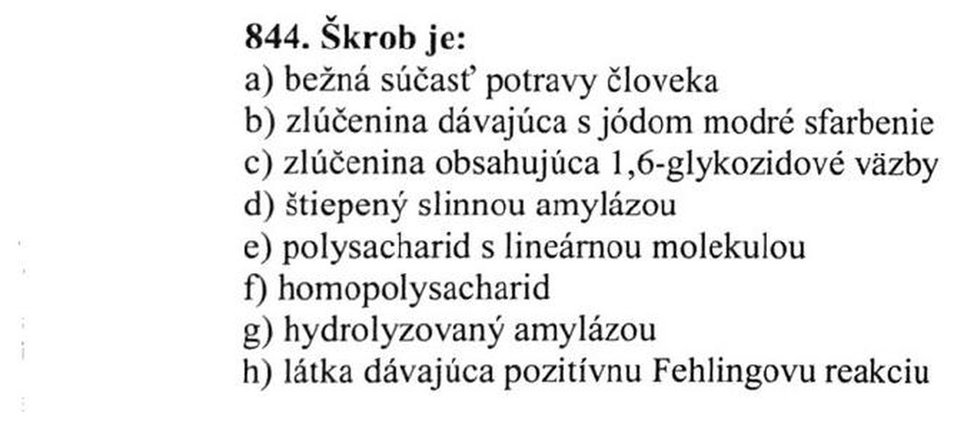 844. Škrob je:
a) bežná súčasť potravy človeka
b) zlúčenina dávajúca s jódom modré sfarbenie
c) zlúčenina obsahujúca 1,6-glykozidové väzby
d) štiepený slinnou amylázou
e) polysacharid s lineárnou molekulou
f) homopolysacharid
g) hydrolyzovaný amylázou
h) látka dávajúca pozitívnu Fehlingovu reakciu